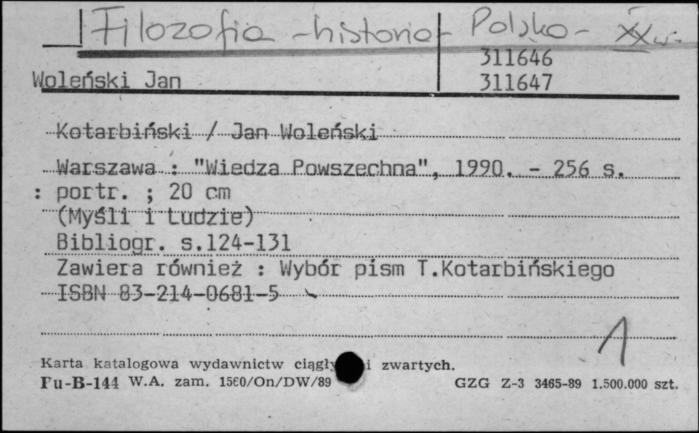 Filozofia - historia - Polska - XX w.
311646
Woleński Jan 311647
Kotarbiński / Jan Woleński
Warszawa : "Wiedza Powszechna", 1990. - 256 s.
: portr. ; 20 cm
(Myśli i Ludzie)
Bibliogr. s.124-131
Zawiera również : Wybór pism T.Kotarbińskiego
ISBN 83-214-0681-5
1
Karta katalogowa wydawnictw ciągły i zwartych.
Fu-B-144 W.A. zam. 1560/On/DW/89 GZG Z-3 3465-89 1.500.000 szt.